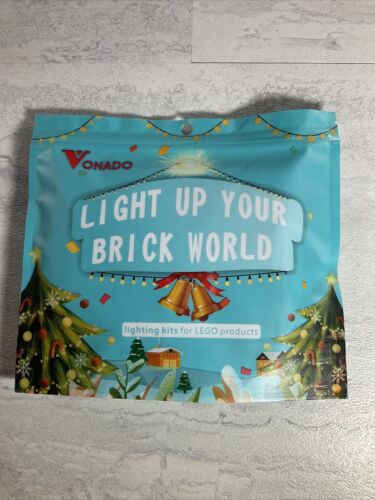 VONADO
LIGHT UP YOUR
BRICK WORLD
lighting kits for LEGO products